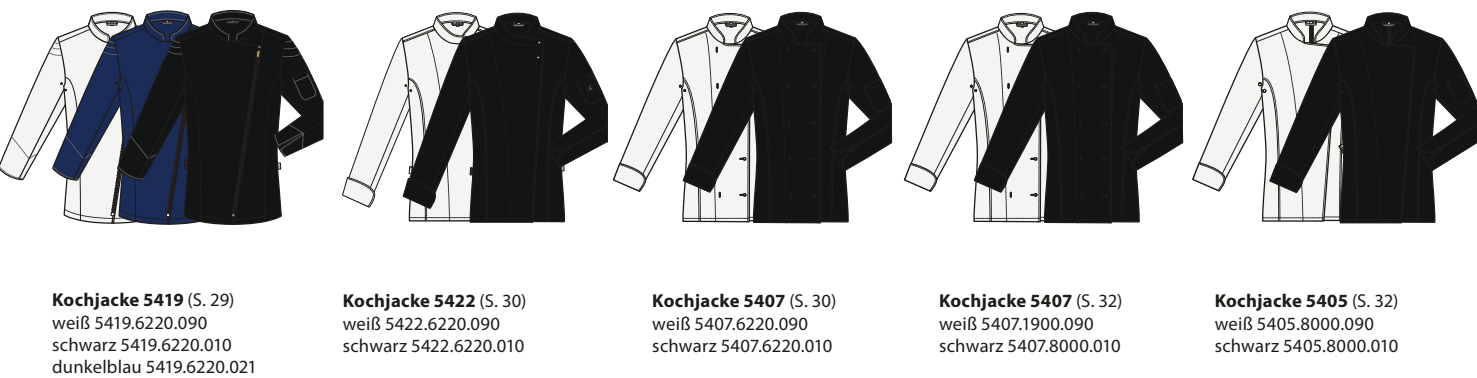 Kochjacke 5419 (S. 29)
weiß 5419.6220.090
schwarz 5419.6220.010
dunkelblau 5419.6220.021
Kochjacke 5422 (S. 30)
weiß 5422.6220.090
schwarz 5422.6220.010
Kochjacke 5407 (S. 30)
weiß 5407.6220.090
schwarz 5407.6220.010
Kochjacke 5407 (S. 32)
weiß 5407.1900.090
schwarz 5407.8000.010
Kochjacke 5405 (S. 32)
weiß 5405.8000.090
schwarz 5405.8000.010